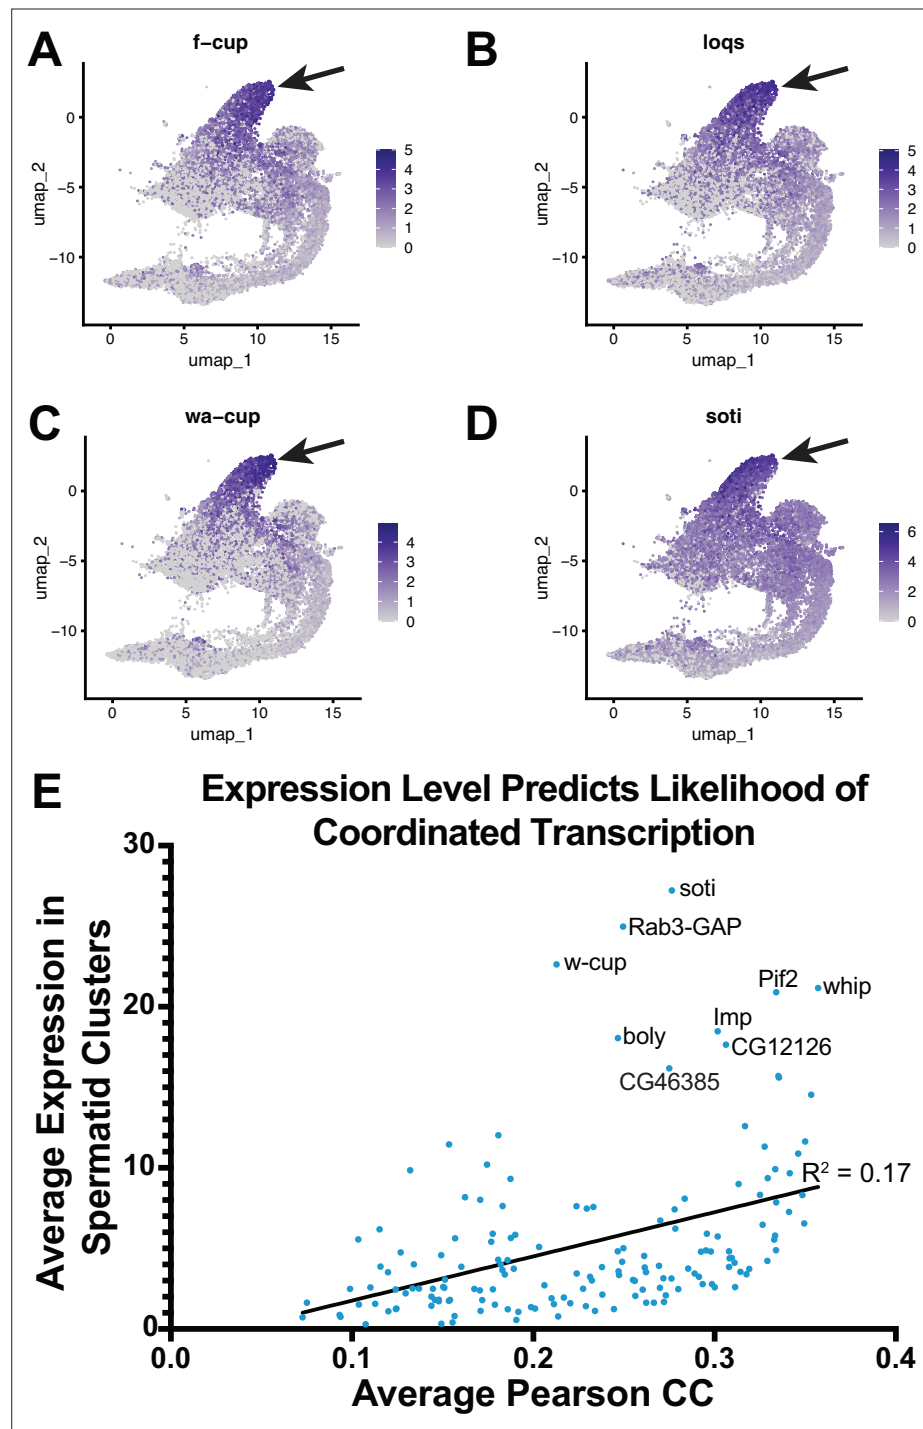 A
f−cup
umap_2
0
−5
−10
0
5
10
15
umap_1
5
4
3
2
1
0
B
loqs
umap_2
0
−5
−10
0
5
10
15
umap_1
5
4
3
2
1
0
C
wa−cup
umap_2
0
−5
−10
0
5
10
15
umap_1
4
3
2
1
0
D
soti
umap_2
0
−5
−10
0
5
10
15
umap_1
6
4
2
0
E
Expression Level Predicts Likelihood of
Coordinated Transcription
Average Expression in
Spermatid Clusters
30
20
10
0
soti
Rab3-GAP
w-cup
Pif2
whip
Imp
boly
CG12126
CG46385
R² = 0.17
0.0
0.1
0.2
0.3
0.4
Average Pearson CC